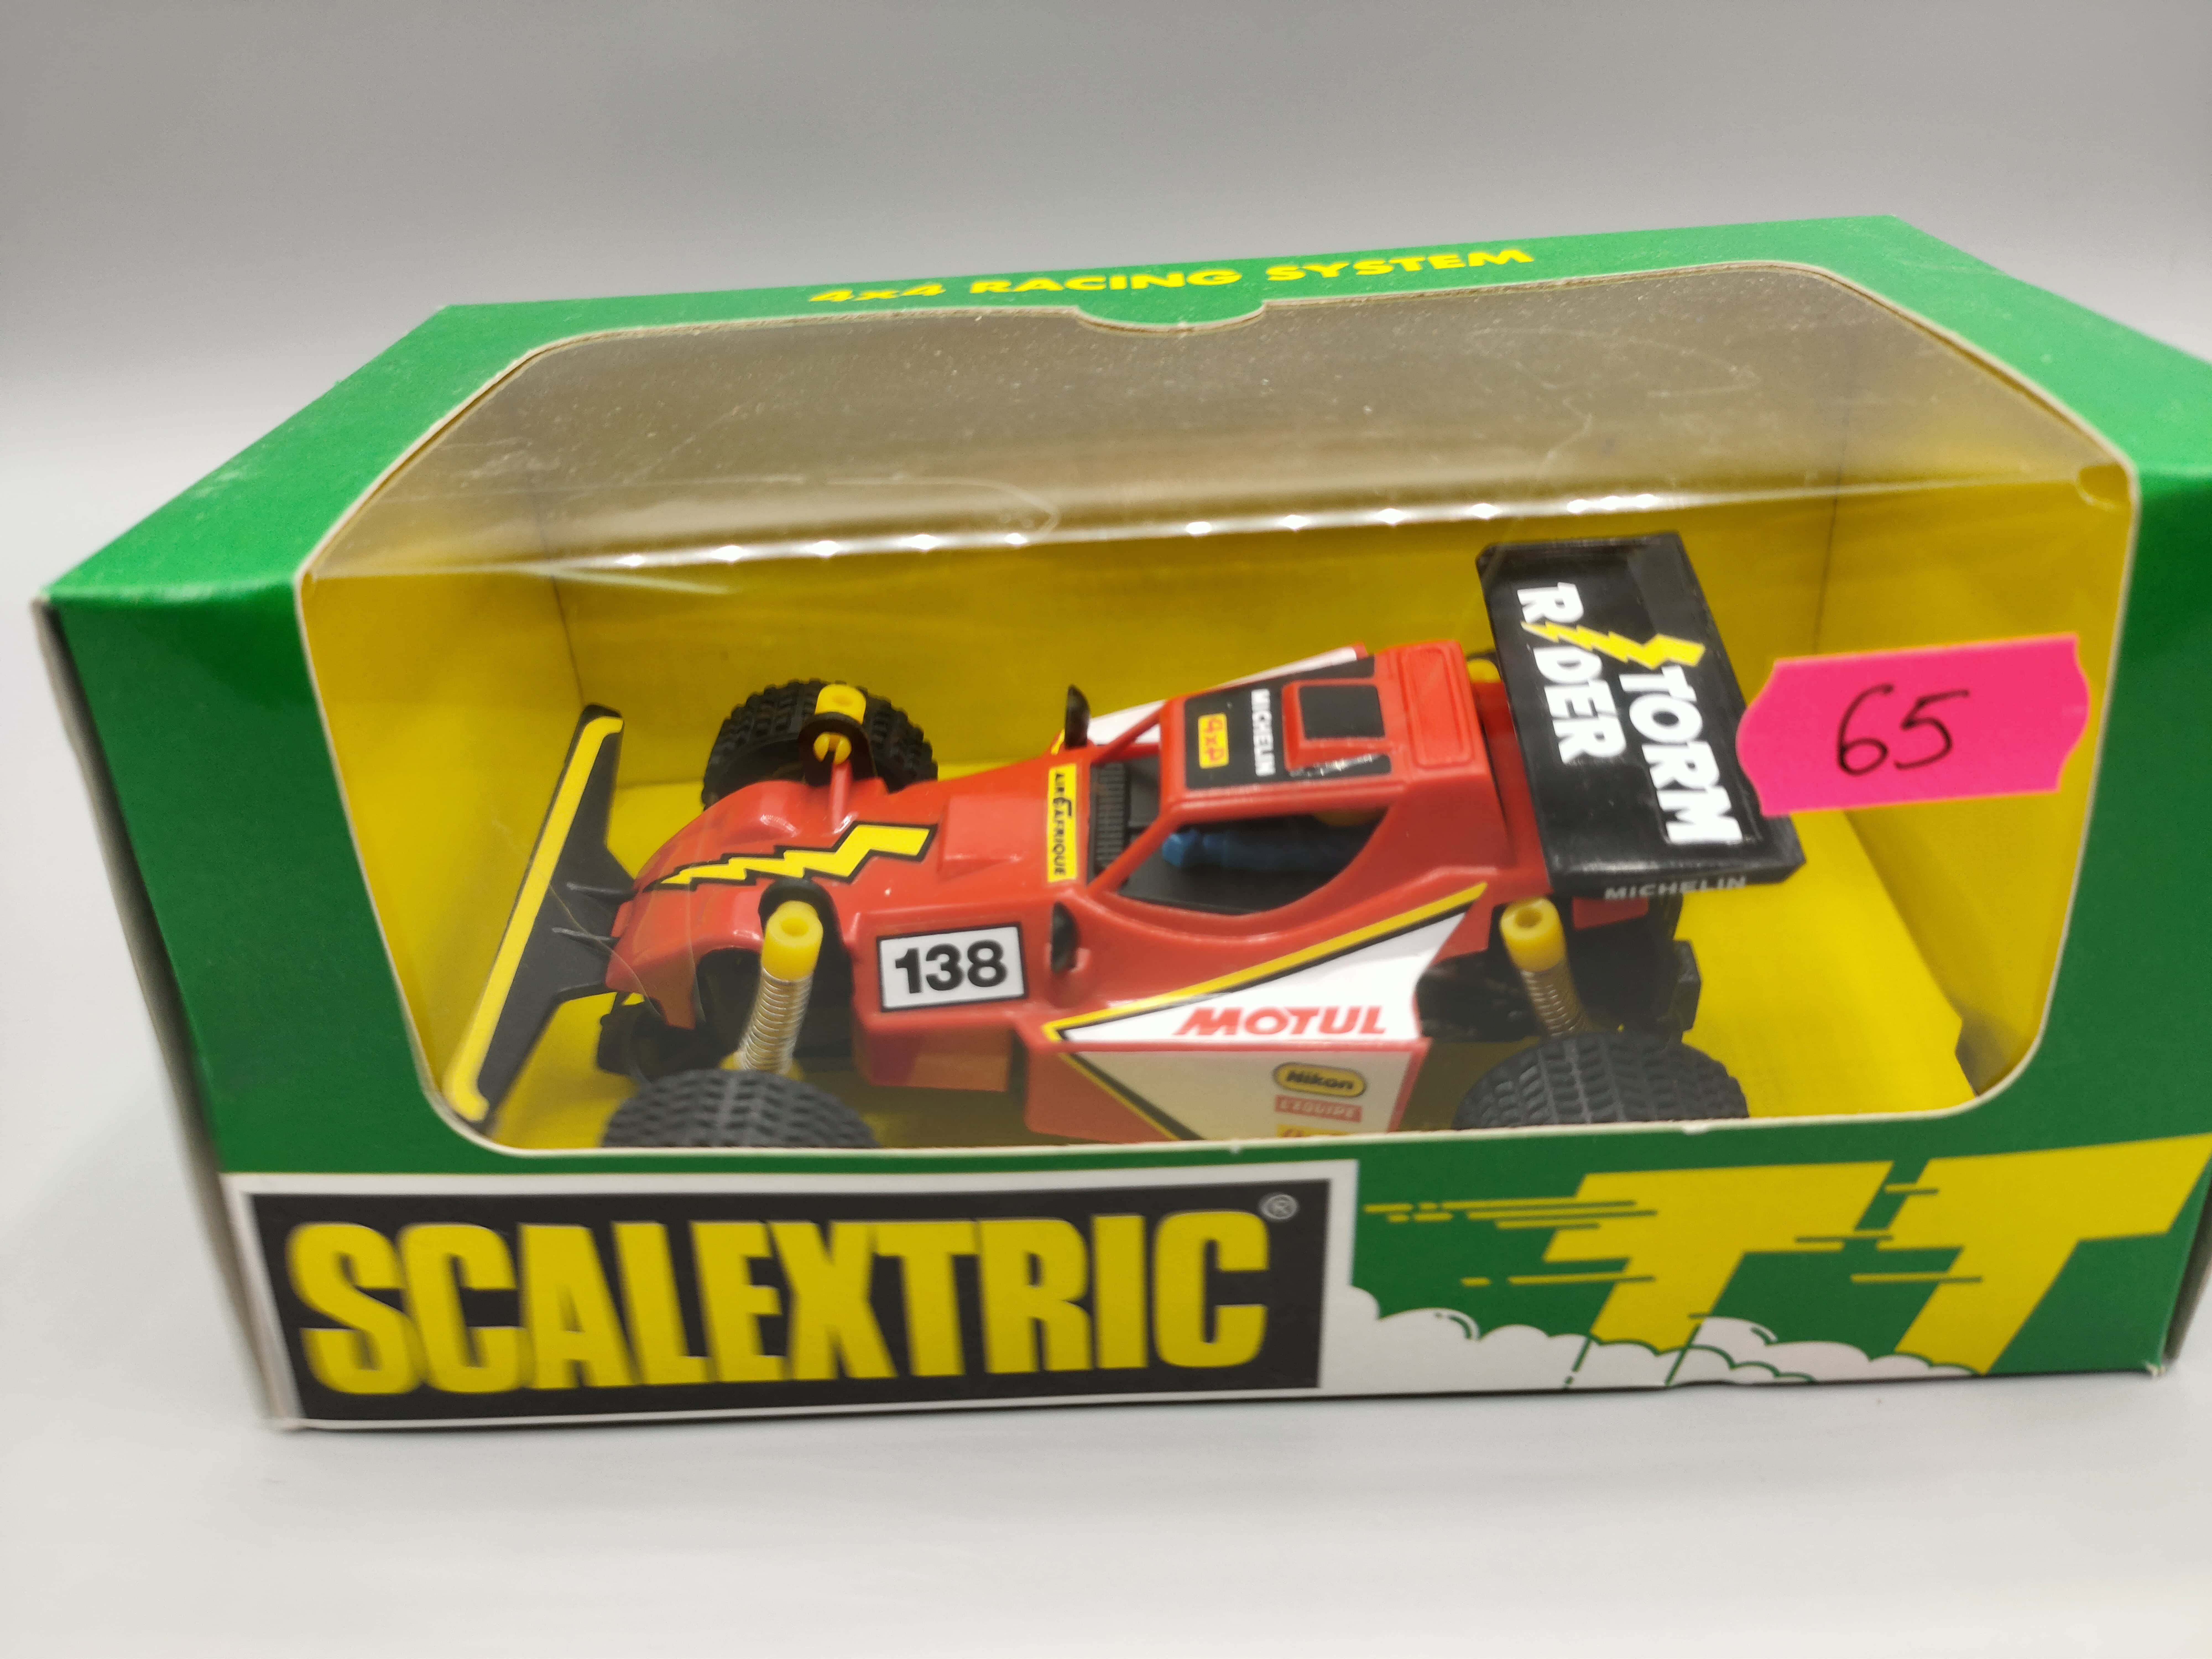 4x4 RACING SYSTEM
RIDER
STORM
MICHELIN
65
4x4
MICHELIN
AIR AFRIQUE
138
MOTUL
Nikon
L'EQUIPE
SCALEXTRIC®
TT